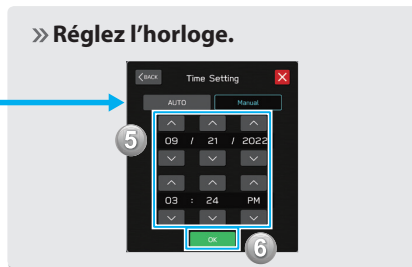 » Réglez l’horloge.
BACK Time Setting X
AUTO Manual
5
09 / 21 / 2022
03 : 24 PM
OK
6